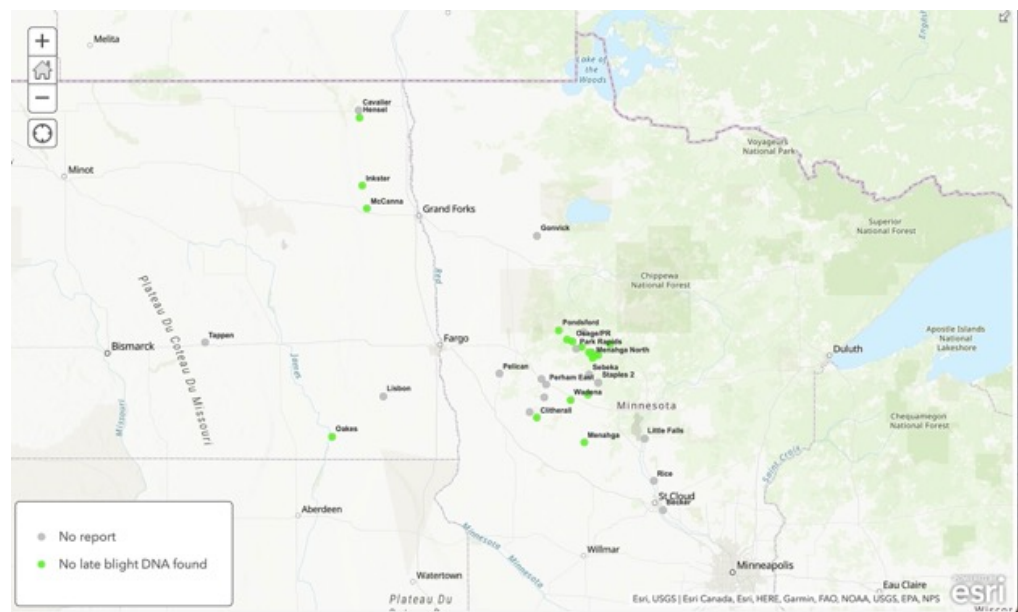 Melita
Lake of
the
Woods
Cavalier
Hensel
Voyageurs
National Park
Minot
Inkster
McCanna
Grand Forks
Superior
National Forest
Gonvick
Red
Chippewa
National Forest
Plateau Du Coteau Du Missouri
Pondsford
Osage/PR
Park Rapids
Menahga North
Apostle Islands
National
Lakeshore
Tappen
Bismarck
Fargo
Duluth
James
Pelican
Sebeka
Perham East
Staples 2
Lisbon
Wadena
Missouri
Clitherall
Minnesota
Chequamegon
National Forest
Oakes
Menahga
Little Falls
Saint Croix
Rice
St Cloud
Becker
Aberdeen
No report
No late blight DNA found
Minnesota
Minnesota
Willmar
Minneapolis
Watertown
Eau Claire
Plateau Du
Esri, USGS | Esri Canada, Esri, HERE, Garmin, FAO, NOAA, USGS, EPA, NPS
esri